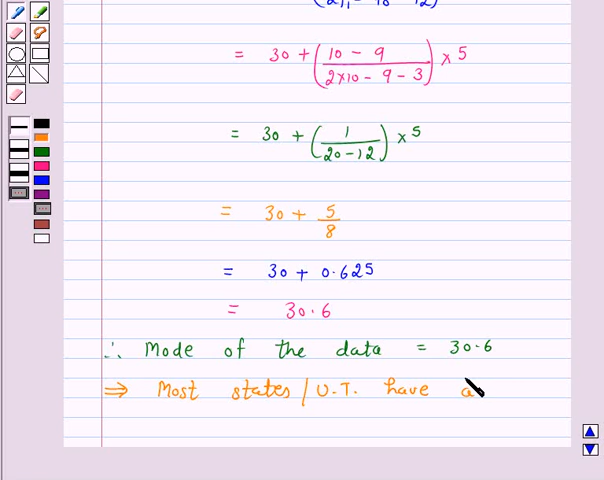 = 30 + (10 - 9 / 2×10 - 9 - 3) × 5
= 30 + (1 / 20-12) × 5
= 30 + 5/8
= 30 + 0.625
= 30.6
∴ Mode of the data = 30.6
⇒ Most states / U.T. have a